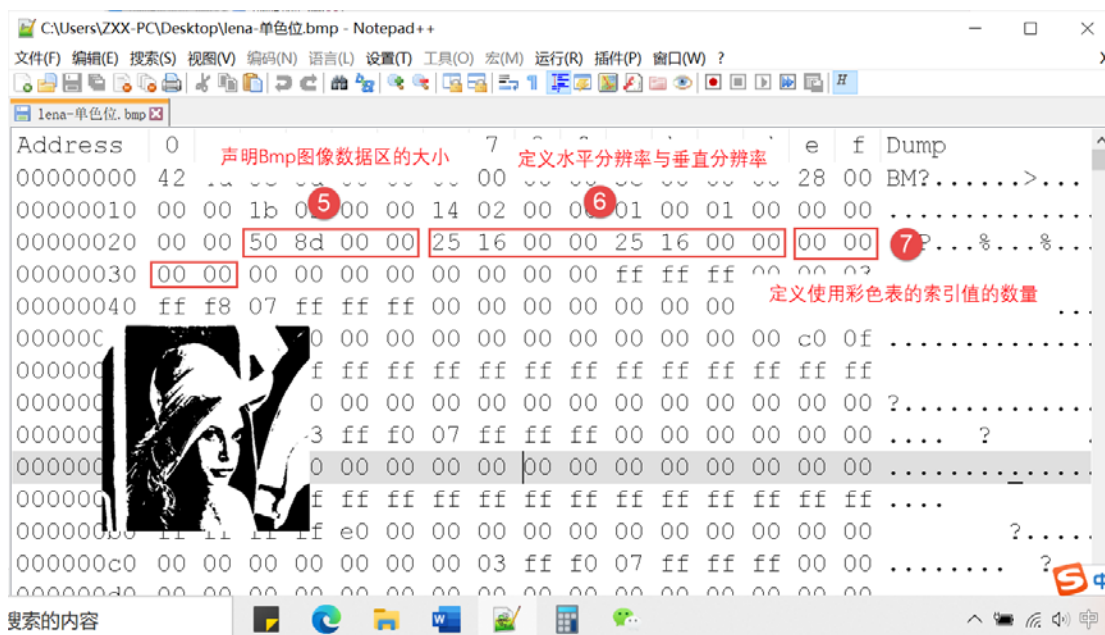 C:\Users\ZXX-PC\Desktop\lena-单色位.bmp - Notepad++
文件(F) 编辑(E) 搜索(S) 视图(V) 编码(N) 语言(L) 设置(T) 工具(O) 宏(M) 运行(R) 插件(P) 窗口(W) ?
lena-单色位.bmp
Address 0 7 e f Dump
声明Bmp图像数据区的大小
定义水平分辨率与垂直分辨率
00000000 42 00 28 00 BM?......>...
5 6
00000010 00 00 1b 00 00 14 02 00 01 00 01 00 00 00 ................
00000020 00 00 50 8d 00 00 25 16 00 00 25 16 00 00 00 00 ...%...%...
7
00000030 00 00 00 00 00 00 00 00 00 00 ff ff ff
定义使用彩色表的索引值的数量
00000040 ff f8 07 ff ff ff 00 00 00 00 00 00 00 ...
00 00 00 00 00 00 00 00 00 00 c0 0f ................
ff ff ff ff ff ff ff ff ff ff ff
00 00 00 00 00 00 00 00 00 00 00 ?...............
ff f0 07 ff ff ff 00 00 00 00 00 00 .... ?
00 00 00 00 00 00 00 00 00 00 00 ................
ff ff ff ff ff ff ff ff ff ff ff ....
e0 00 00 00 00 00 00 00 00 00 00 00 ?.....
000000c0 00 00 00 00 00 00 00 03 ff f0 07 ff ff ff 00 00 ........ ?
搜索的内容
中